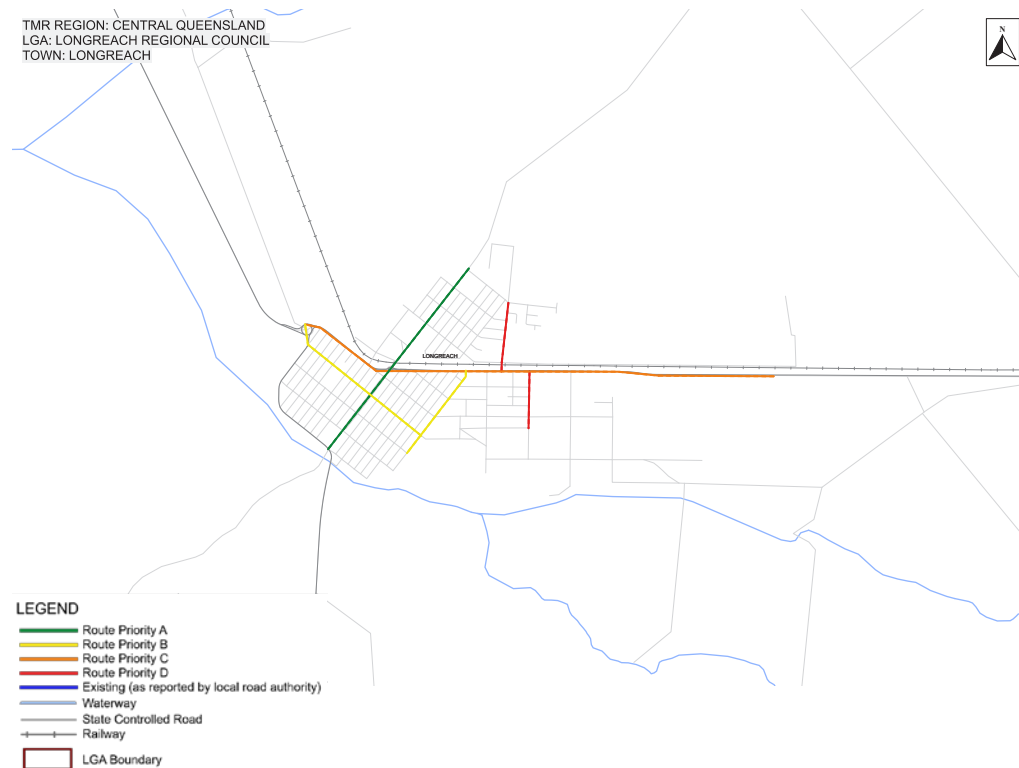 TMR REGION: CENTRAL QUEENSLAND
LGA: LONGREACH REGIONAL COUNCIL
TOWN: LONGREACH
N
LONGREACH
LEGEND
Route Priority A
Route Priority B
Route Priority C
Route Priority D
Existing (as reported by local road authority)
Waterway
State Controlled Road
Railway
LGA Boundary